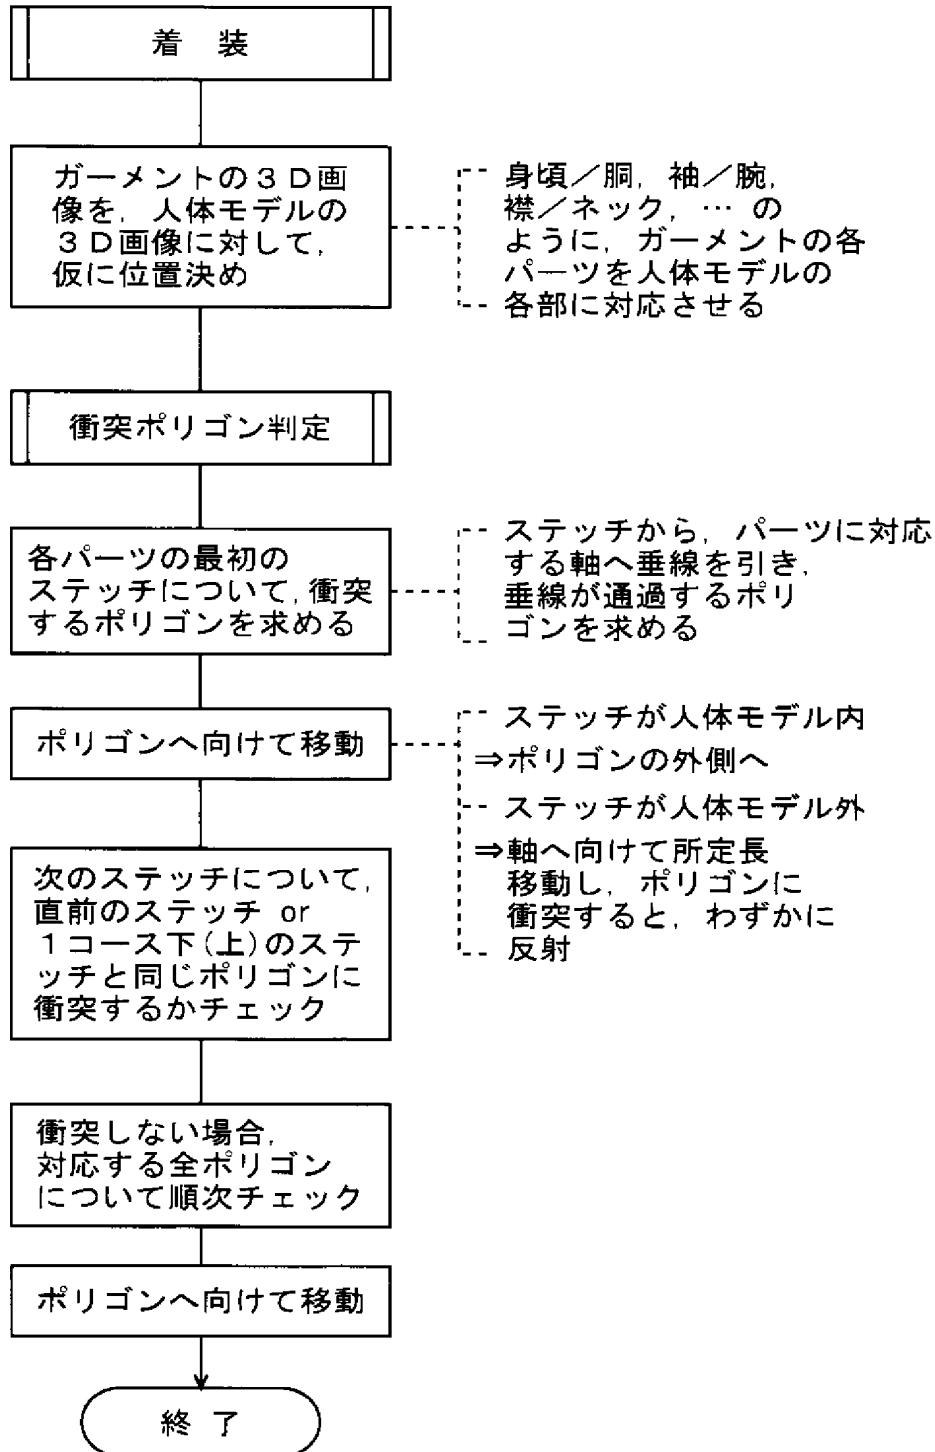 着 装
ガーメントの３Ｄ画
像を，人体モデルの
３Ｄ画像に対して，
仮に位置決め
身頃／胴，袖／腕，
襟／ネック，… の
ように，ガーメントの各
パーツを人体モデルの
各部に対応させる
衝突ポリゴン判定
各パーツの最初の
ステッチについて，衝突
するポリゴンを求める
ステッチから，パーツに対応
する軸へ垂線を引き，
垂線が通過するポリ
ゴンを求める
ポリゴンへ向けて移動
ステッチが人体モデル内
⇒ポリゴンの外側へ
ステッチが人体モデル外
⇒軸へ向けて所定長
移動し，ポリゴンに
衝突すると，わずかに
反射
次のステッチについて，
直前のステッチ or
１コース下(上)のステ
ッチと同じポリゴンに
衝突するかチェック
衝突しない場合，
対応する全ポリゴン
について順次チェック
ポリゴンへ向けて移動
終 了